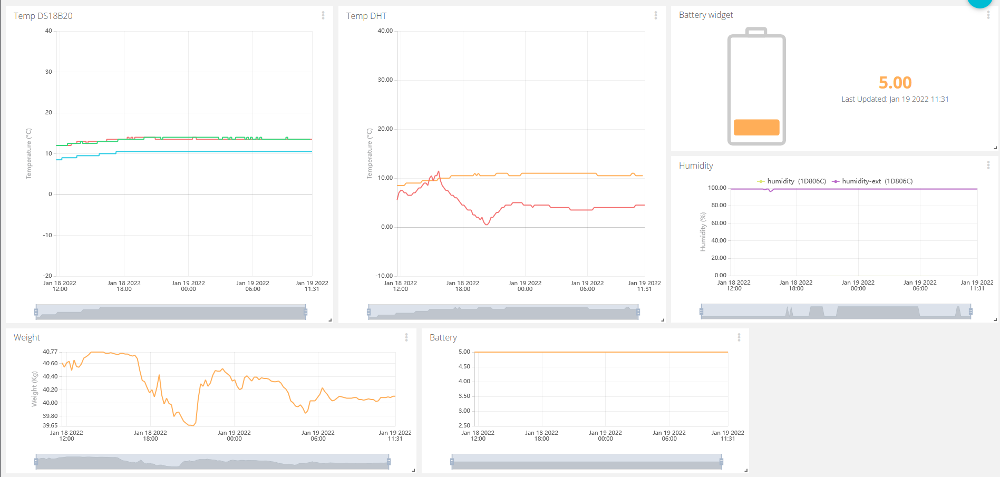 Temp DS18B20
40
30
20
10
0
-10
-20
Temperature (°C)
Jan 18 2022 12:00
Jan 18 2022 18:00
Jan 19 2022 00:00
Jan 19 2022 06:00
Jan 19 2022 11:31
Temp DHT
40.00
30.00
20.00
10.00
0.00
-10.00
Temperature (°C)
Jan 18 2022 12:00
Jan 18 2022 18:00
Jan 19 2022 00:00
Jan 19 2022 06:00
Jan 19 2022 11:31
Battery widget
5.00
Last Updated: Jan 19 2022 11:31
Humidity
humidity (1D806C) humidity-ext (1D806C)
100.00
80.00
60.00
40.00
20.00
0.00
Humidity (%)
Jan 18 2022 12:00
Jan 18 2022 18:00
Jan 19 2022 00:00
Jan 19 2022 06:00
Jan 19 2022 11:31
Weight
40.77
40.60
40.40
40.20
40.00
39.80
39.65
Weight (Kg)
Jan 18 2022 12:00
Jan 18 2022 18:00
Jan 19 2022 00:00
Jan 19 2022 06:00
Jan 19 2022 11:31
Battery
5.00
4.50
4.00
3.50
3.00
2.50
Jan 18 2022 12:00
Jan 18 2022 18:00
Jan 19 2022 00:00
Jan 19 2022 06:00
Jan 19 2022 11:31